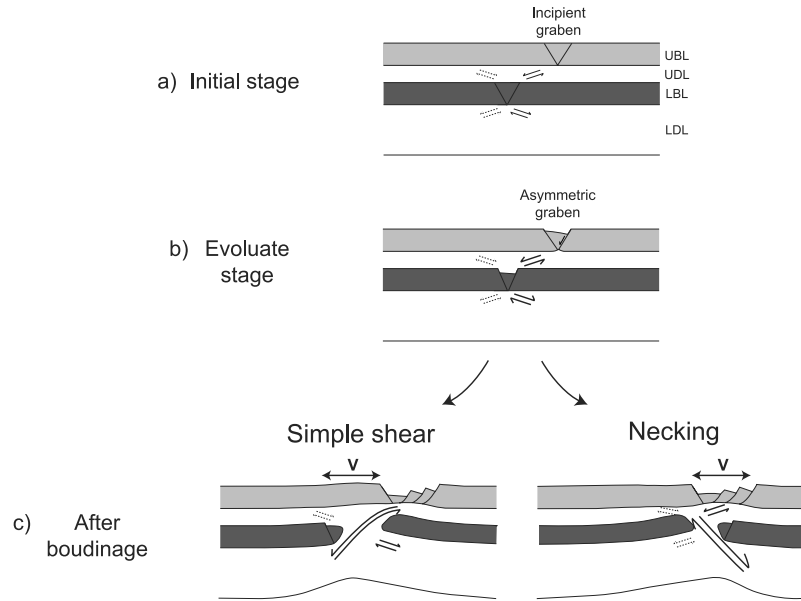 Incipient
graben
a) Initial stage
UBL
UDL
LBL
LDL
Asymmetric
graben
b) Evoluate
stage
Simple shear
Necking
V
V
c) After
boudinage